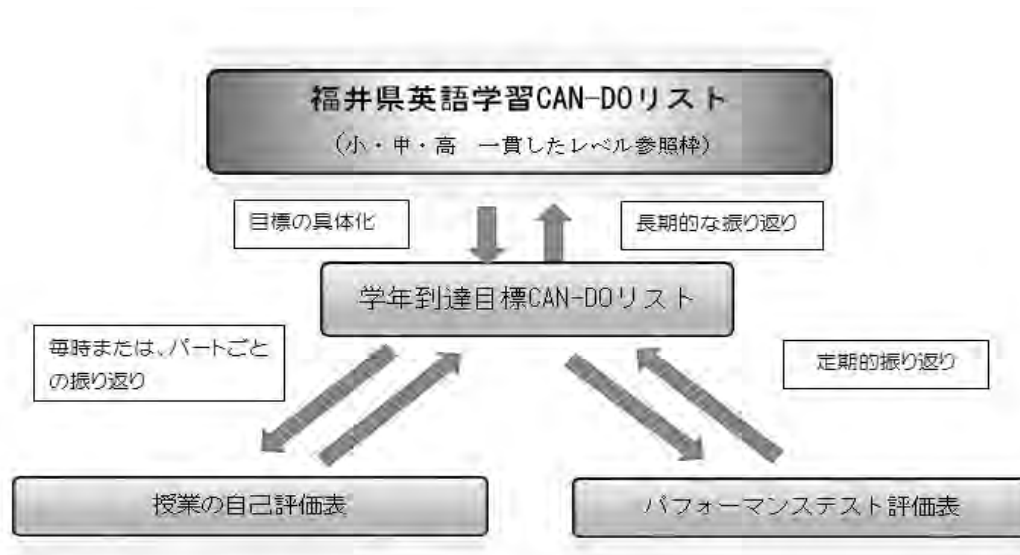 福井県英語学習CAN-DOリスト
(小・中・高 一貫したレベル参照枠)
目標の具体化
長期的な振り返り
学年到達目標CAN-DOリスト
毎時または、パートごと
の振り返り
定期的振り返り
授業の自己評価表
パフォーマンステスト評価表